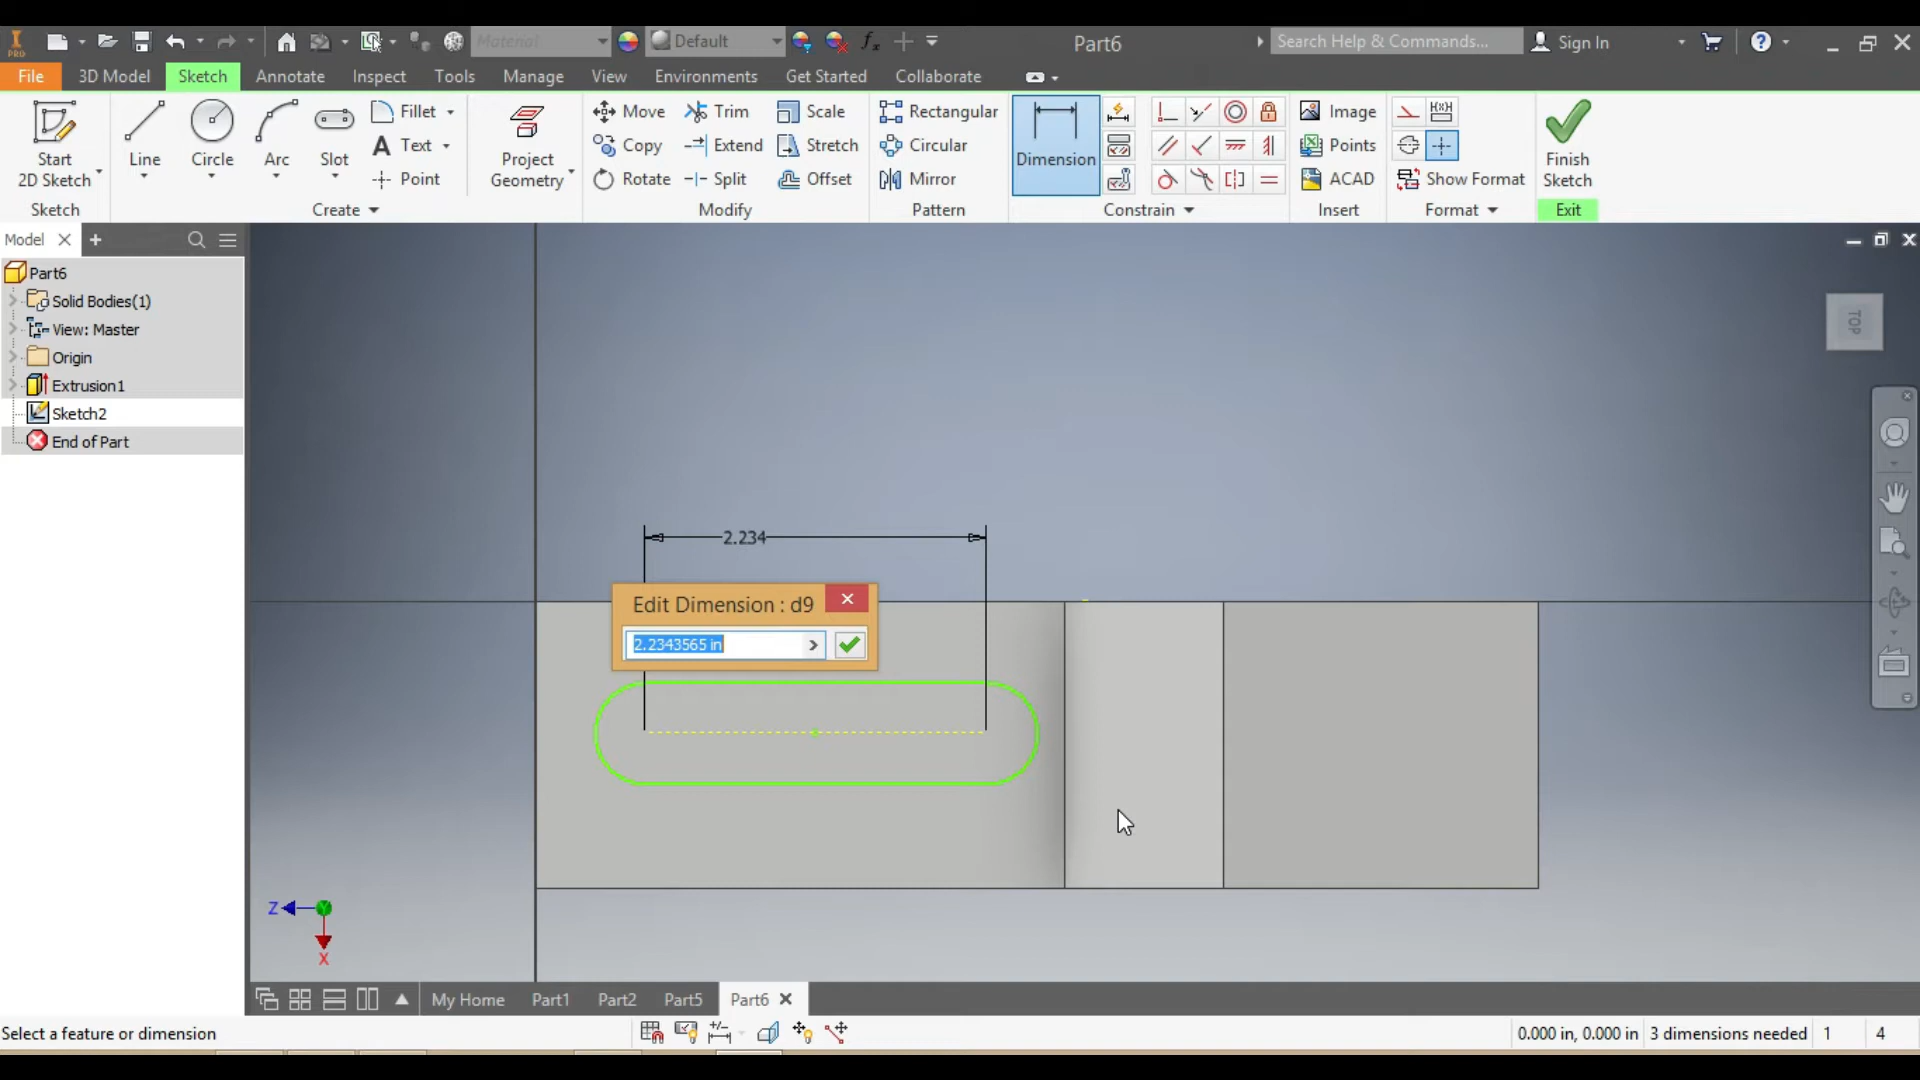 PRO
Material
Default
Part6
Search Help & Commands...
Sign In
File
3D Model
Sketch
Annotate
Inspect
Tools
Manage
View
Environments
Get Started
Collaborate
Start
2D Sketch
Line
Circle
Arc
Slot
Fillet
Text
Point
Project
Geometry
Move
Copy
Rotate
Trim
Extend
Split
Scale
Stretch
Offset
Rectangular
Circular
Mirror
Dimension
Image
Points
ACAD
Show Format
Finish
Sketch
Sketch
Create
Modify
Pattern
Constrain
Insert
Format
Exit
Model
Part6
Solid Bodies(1)
View: Master
Origin
Extrusion1
Sketch2
End of Part
TOP
2.234
Edit Dimension : d9
2.2343565 in
Z
X
My Home
Part1
Part2
Part5
Part6
Select a feature or dimension
0.000 in, 0.000 in
3 dimensions needed
1
4